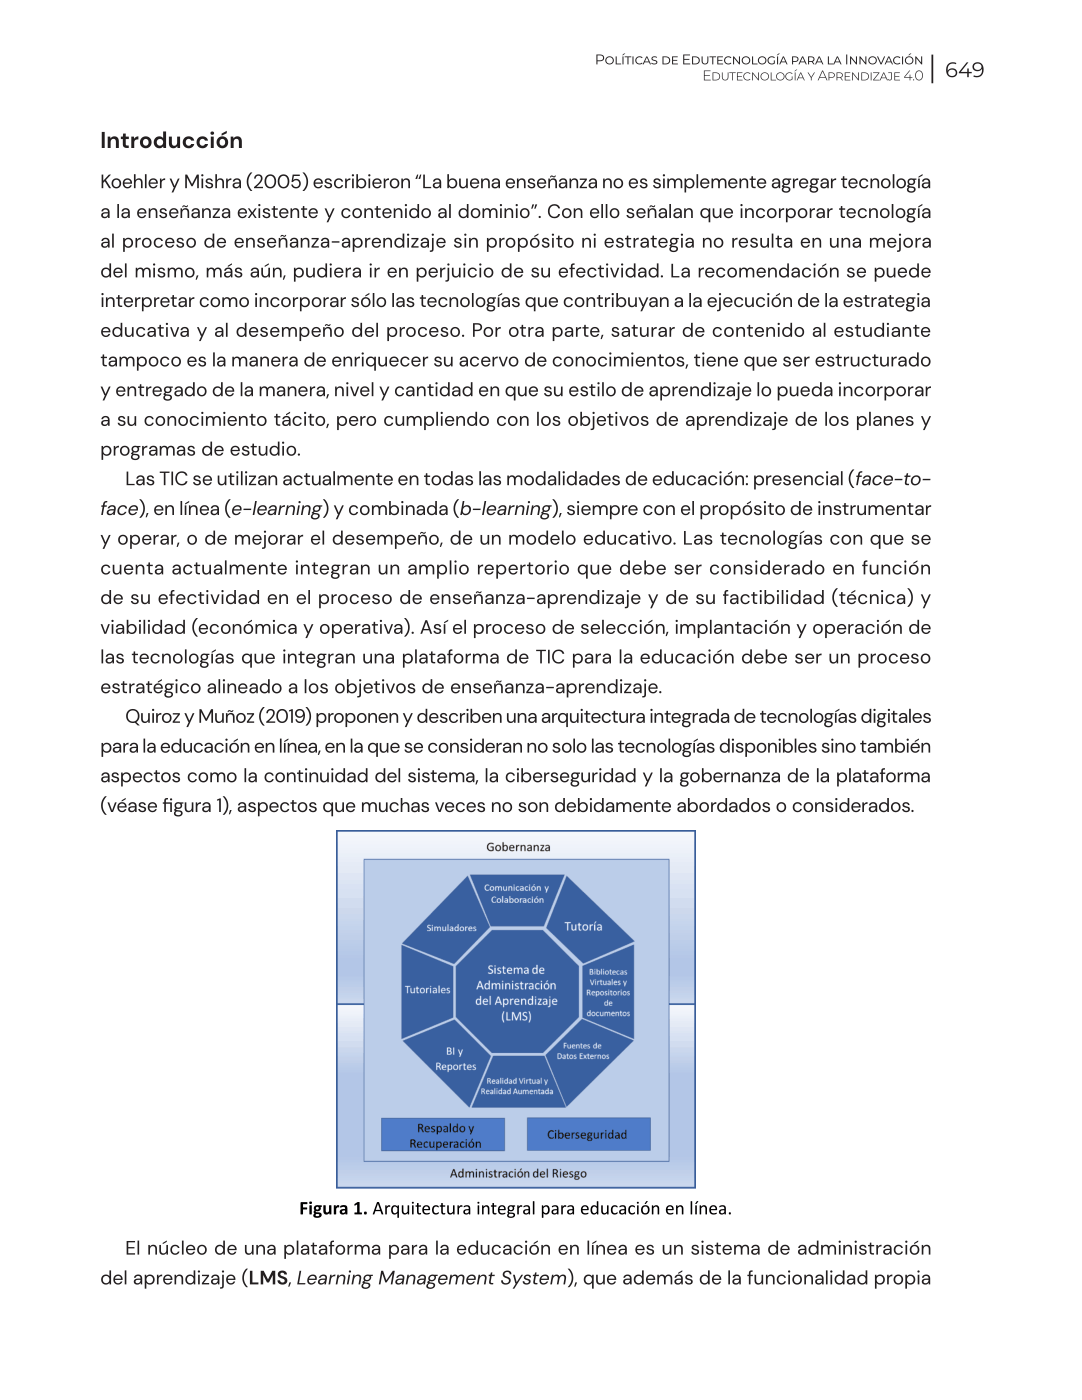 Políticas de Edutecnología para la Innovación
Edutecnología y Aprendizaje 4.0
649
Introducción
Koehler y Mishra (2005) escribieron “La buena enseñanza no es simplemente agregar tecnología
a la enseñanza existente y contenido al dominio”. Con ello señalan que incorporar tecnología
al proceso de enseñanza-aprendizaje sin propósito ni estrategia no resulta en una mejora
del mismo, más aún, pudiera ir en perjuicio de su efectividad. La recomendación se puede
interpretar como incorporar sólo las tecnologías que contribuyan a la ejecución de la estrategia
educativa y al desempeño del proceso. Por otra parte, saturar de contenido al estudiante
tampoco es la manera de enriquecer su acervo de conocimientos, tiene que ser estructurado
y entregado de la manera, nivel y cantidad en que su estilo de aprendizaje lo pueda incorporar
a su conocimiento tácito, pero cumpliendo con los objetivos de aprendizaje de los planes y
programas de estudio.
Las TIC se utilizan actualmente en todas las modalidades de educación: presencial (face-to-
face), en línea (e-learning) y combinada (b-learning), siempre con el propósito de instrumentar
y operar, o de mejorar el desempeño, de un modelo educativo. Las tecnologías con que se
cuenta actualmente integran un amplio repertorio que debe ser considerado en función
de su efectividad en el proceso de enseñanza-aprendizaje y de su factibilidad (técnica) y
viabilidad (económica y operativa). Así el proceso de selección, implantación y operación de
las tecnologías que integran una plataforma de TIC para la educación debe ser un proceso
estratégico alineado a los objetivos de enseñanza-aprendizaje.
Quiroz y Muñoz (2019) proponen y describen una arquitectura integrada de tecnologías digitales
para la educación en línea, en la que se consideran no solo las tecnologías disponibles sino también
aspectos como la continuidad del sistema, la ciberseguridad y la gobernanza de la plataforma
(véase figura 1), aspectos que muchas veces no son debidamente abordados o considerados.
Gobernanza
Comunicación y
Colaboración
Simuladores
Tutoría
Sistema de
Administración
del Aprendizaje
(LMS)
Tutoriales
Bibliotecas
Virtuales y
Repositorios
de
documentos
BI y
Reportes
Fuentes de
Datos Externos
Realidad Virtual y
Realidad Aumentada
Respaldo y
Recuperación
Ciberseguridad
Administración del Riesgo
Figura 1. Arquitectura integral para educación en línea.
El núcleo de una plataforma para la educación en línea es un sistema de administración
del aprendizaje (LMS, Learning Management System), que además de la funcionalidad propia